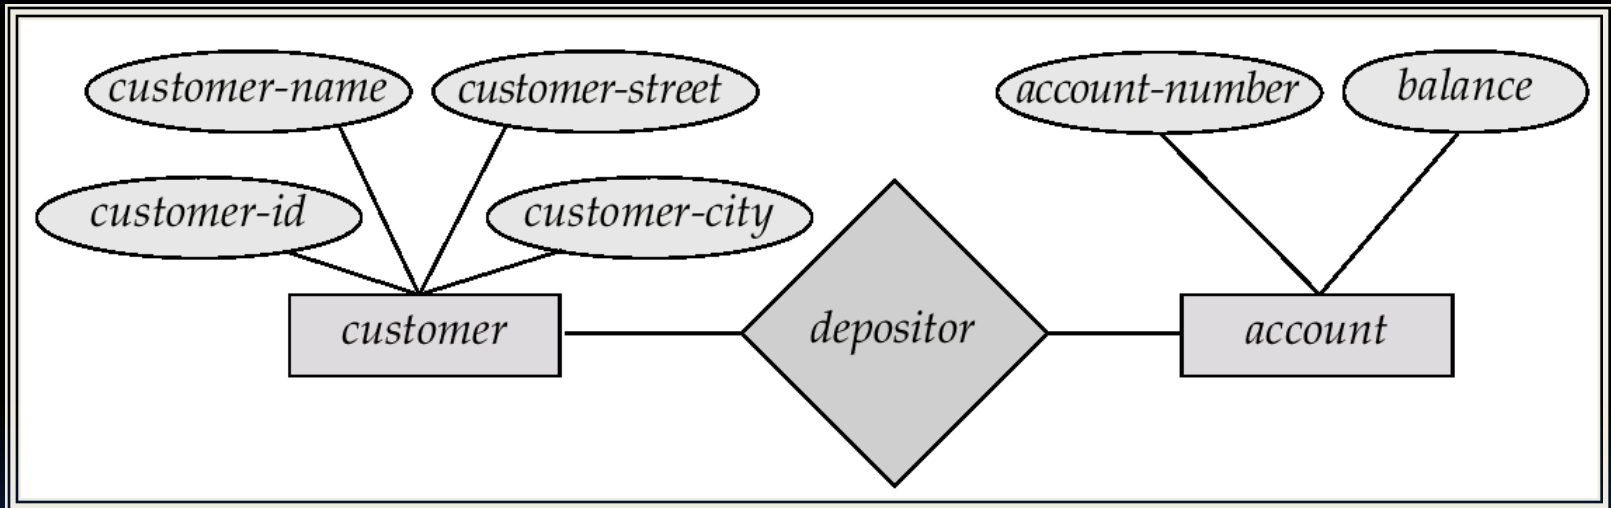 customer-name
customer-street
account-number
balance
customer-id
customer-city
customer
depositor
account